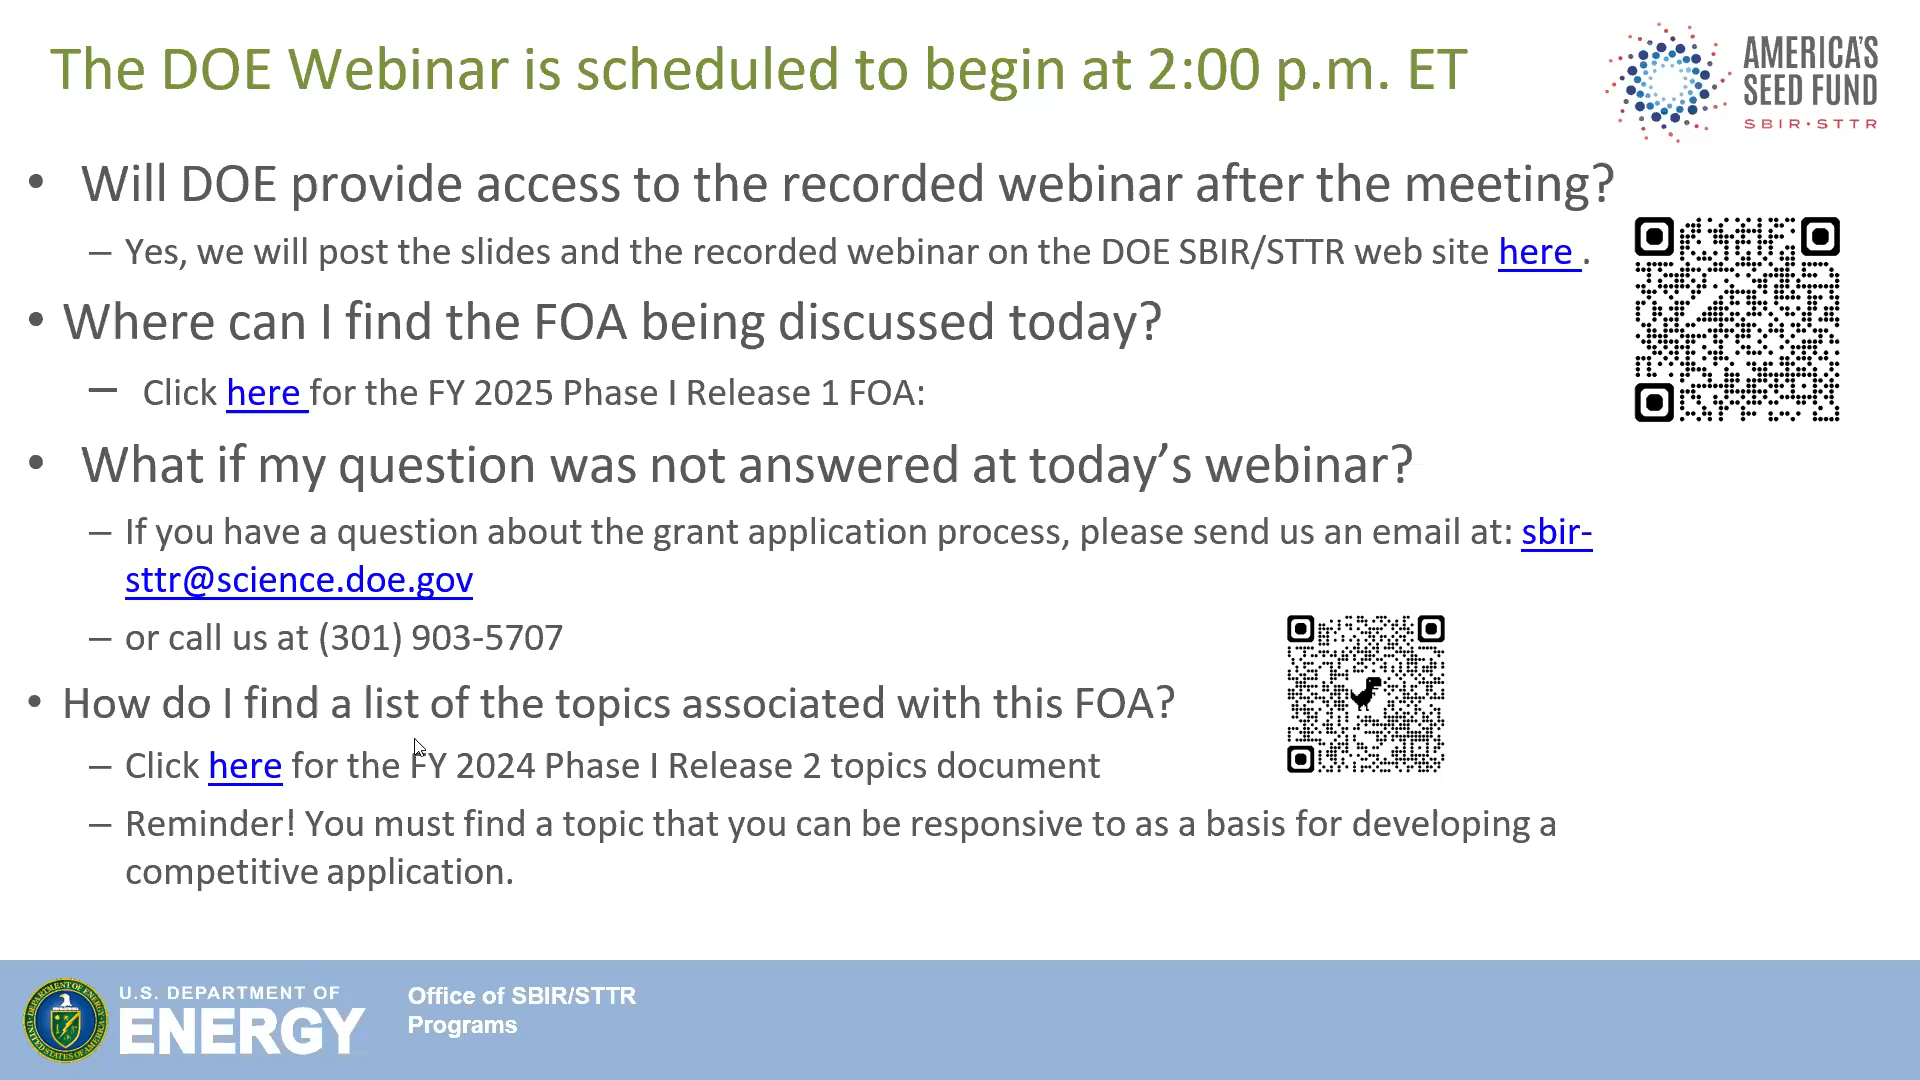 The DOE Webinar is scheduled to begin at 2:00 p.m. ET
AMERICA'S
SEED FUND
SBIR·STTR
• Will DOE provide access to the recorded webinar after the meeting?
– Yes, we will post the slides and the recorded webinar on the DOE SBIR/STTR web site here .
• Where can I find the FOA being discussed today?
– Click here for the FY 2025 Phase I Release 1 FOA:
• What if my question was not answered at today’s webinar?
– If you have a question about the grant application process, please send us an email at: sbir-
sttr@science.doe.gov
– or call us at (301) 903-5707
• How do I find a list of the topics associated with this FOA?
– Click here for the FY 2024 Phase I Release 2 topics document
– Reminder! You must find a topic that you can be responsive to as a basis for developing a
competitive application.
U.S. DEPARTMENT OF
ENERGY
Office of SBIR/STTR
Programs